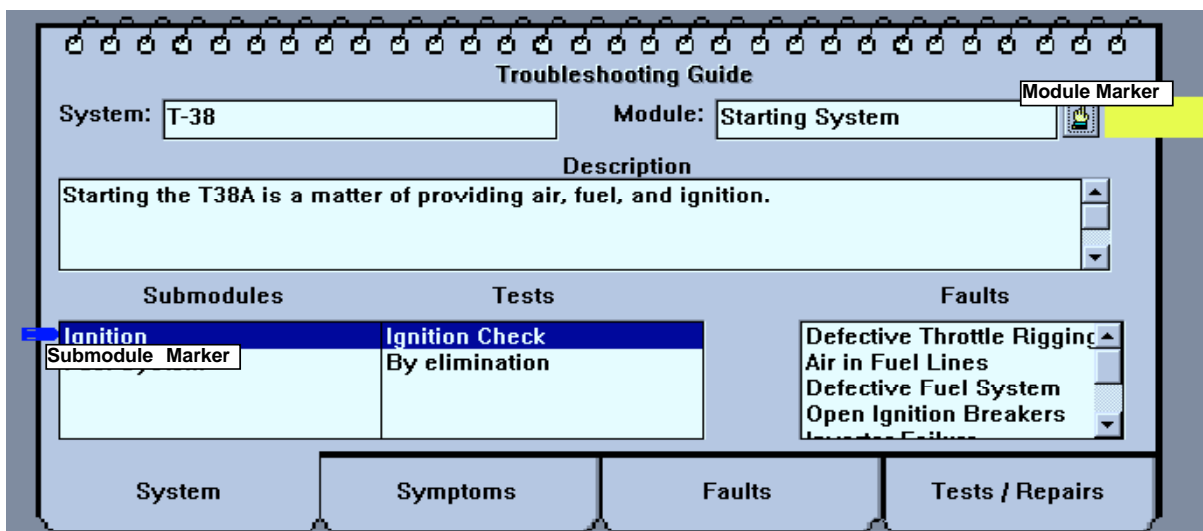 Troubleshooting Guide
Module Marker
System: T-38 Module: Starting System
Description
Starting the T38A is a matter of providing air, fuel, and ignition.
Submodules Tests Faults
Ignition Ignition Check Defective Throttle Rigging
Submodule Marker
By elimination Air in Fuel Lines
Defective Fuel System
Open Ignition Breakers
System Symptoms Faults Tests / Repairs